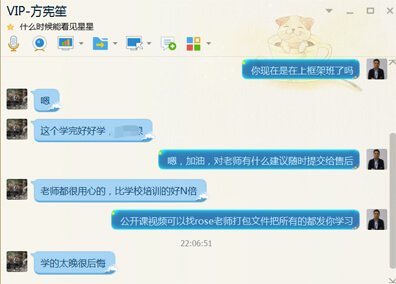 VIP-方宪笙
什么时候能看见星星
你现在是在上框架班了吗
嗯
这个学完好好学，
嗯，加油，对老师有什么建议随时提交给售后
老师都很用心的，比学校培训的好N倍
公开课视频可以找rose老师打包文件把所有的都发你学习
22:06:51
学的太晚很后悔